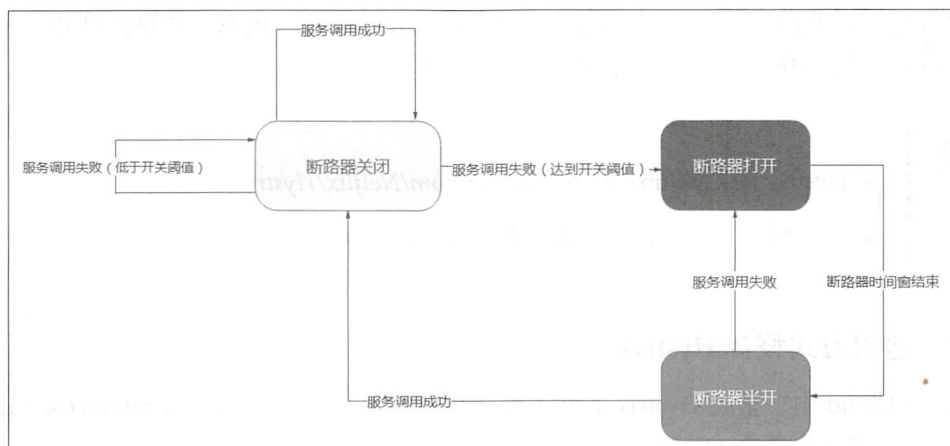 服务调用成功
服务调用失败（低于开关阈值）
断路器关闭
服务调用失败（达到开关阈值）
断路器打开
服务调用失败
断路器时间窗结束
服务调用成功
断路器半开